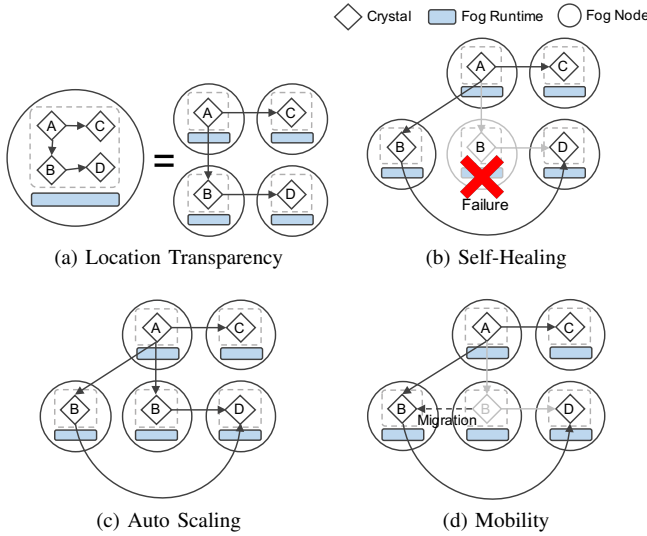 Crystal Fog Runtime Fog Node
A C
B D
=
A C
B D
(a) Location Transparency
A C
B B D
Failure
(b) Self-Healing
A C
B B D
(c) Auto Scaling
A C
B B D
Migration
(d) Mobility